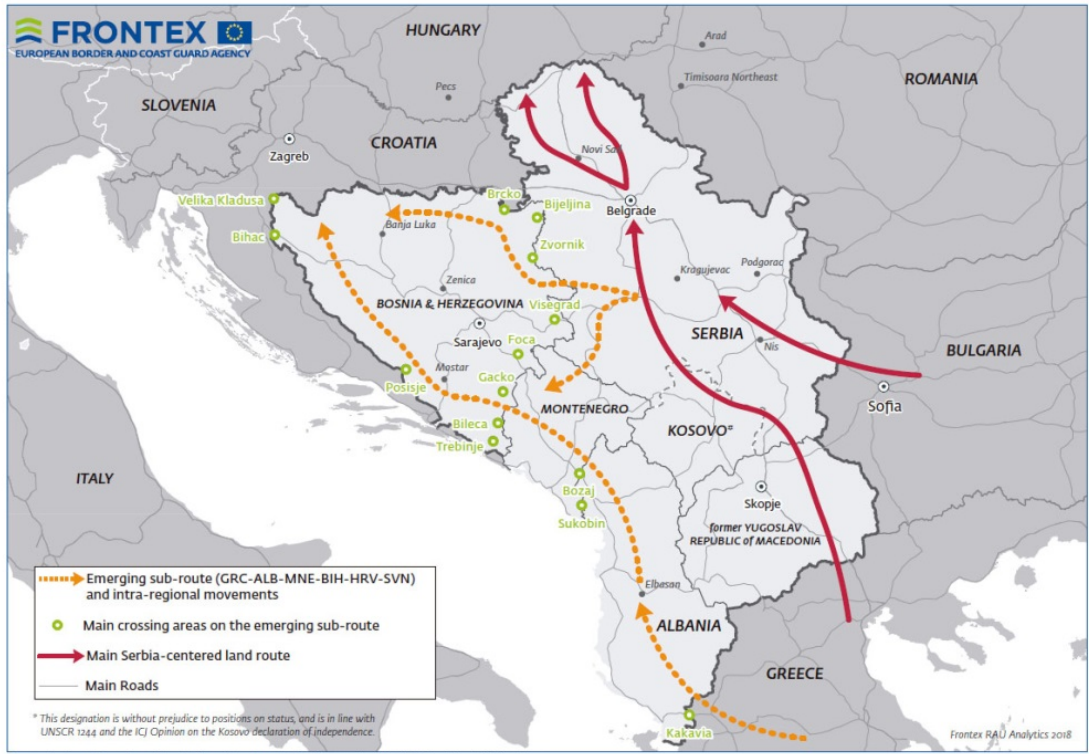 FRONTEX
EUROPEAN BORDER AND COAST GUARD AGENCY
HUNGARY
Arad
Timisoara Northeast
ROMANIA
Pecs
SLOVENIA
CROATIA
Zagreb
Novi Sad
Velika Kladusa
Brcko
Bijeljina
Belgrade
Bihac
Banja Luka
Zvornik
Kragujevac
Podgorac
Zenica
BOSNIA & HERZEGOVINA
Visegrad
SERBIA
Sarajevo
Foca
Nis
BULGARIA
Posisje
Mostar
Gacko
Sofia
MONTENEGRO
Bileca
KOSOVO*
Trebinje
ITALY
Bozaj
Skopje
Sukobin
former YUGOSLAV
REPUBLIC of MACEDONIA
Elbasan
ALBANIA
GREECE
Kakavia
Emerging sub-route (GRC-ALB-MNE-BIH-HRV-SVN)
and intra-regional movements
Main crossing areas on the emerging sub-route
Main Serbia-centered land route
Main Roads
* This designation is without prejudice to positions on status, and is in line with
UNSCR 1244 and the ICJ Opinion on the Kosovo declaration of independence.
Frontex RAU Analytics 2018